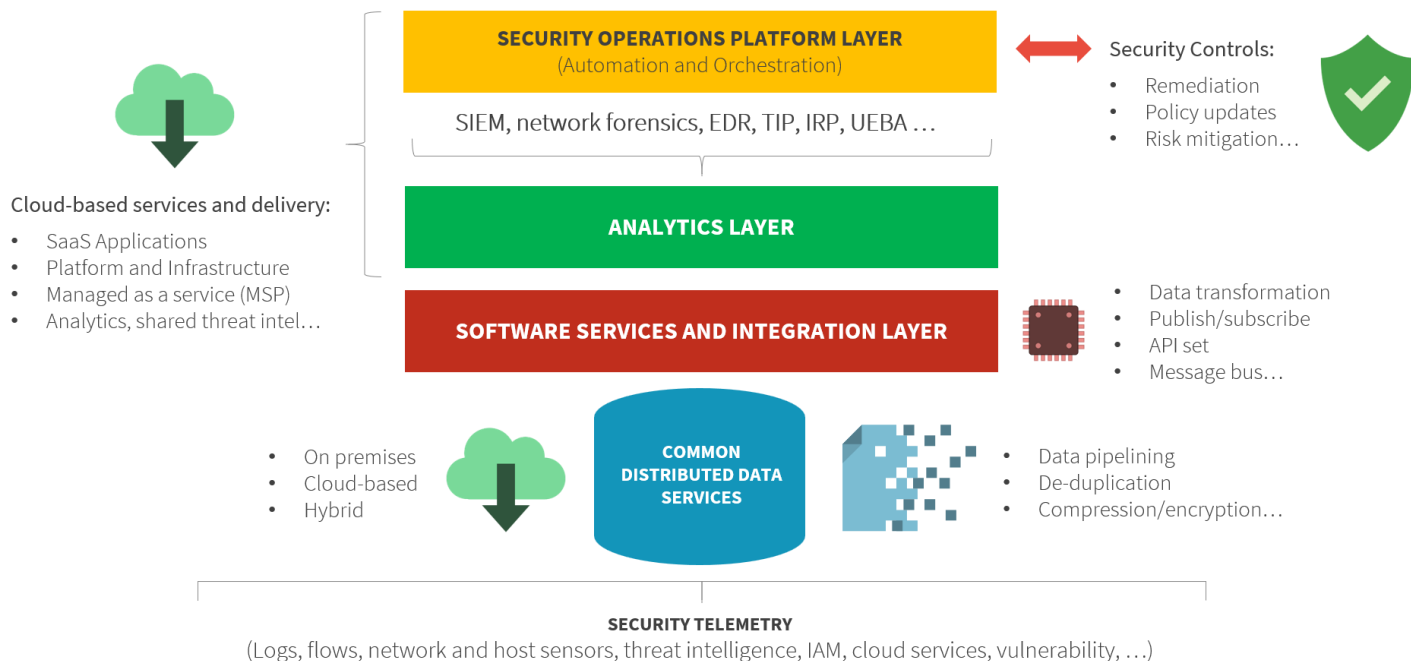 SECURITY OPERATIONS PLATFORM LAYER
(Automation and Orchestration)
Security Controls:
• Remediation
• Policy updates
• Risk mitigation…
SIEM, network forensics, EDR, TIP, IRP, UEBA …
Cloud-based services and delivery:
• SaaS Applications
• Platform and Infrastructure
• Managed as a service (MSP)
• Analytics, shared threat intel…
ANALYTICS LAYER
SOFTWARE SERVICES AND INTEGRATION LAYER
• Data transformation
• Publish/subscribe
• API set
• Message bus…
• On premises
• Cloud-based
• Hybrid
COMMON
DISTRIBUTED DATA
SERVICES
• Data pipelining
• De-duplication
• Compression/encryption…
SECURITY TELEMETRY
(Logs, flows, network and host sensors, threat intelligence, IAM, cloud services, vulnerability, …)